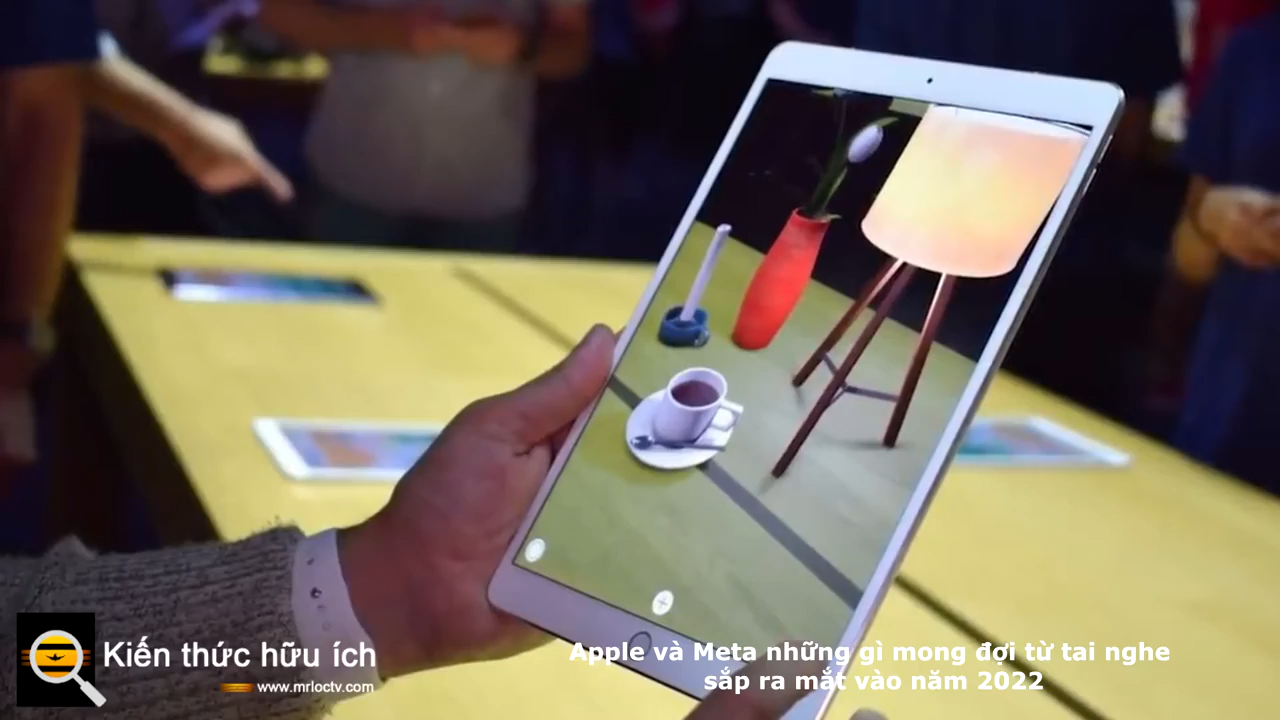 Kiến thức hữu ích
www.mrloctv.com
Apple và Meta những gì mong đợi từ tai nghe
sắp ra mắt vào năm 2022